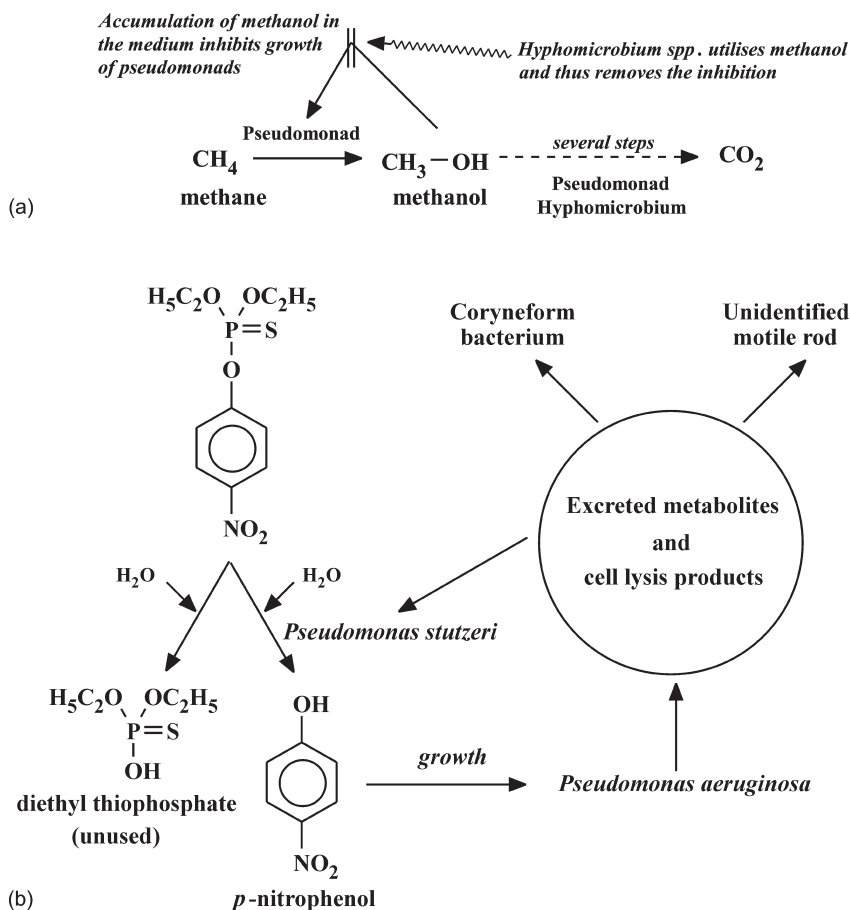 Accumulation of methanol in
the medium inhibits growth
of pseudomonads
Hyphomicrobium spp. utilises methanol
and thus removes the inhibition
Pseudomonad
CH4
methane
CH3—OH
methanol
several steps
Pseudomonad
Hyphomicrobium
CO2
(a)
H5C2O OC2H5
P=S
O
NO2
H2O
H2O
Pseudomonas stutzeri
Coryneform
bacterium
Unidentified
motile rod
Excreted metabolites
and
cell lysis products
H5C2O OC2H5
P=S
OH
diethyl thiophosphate
(unused)
OH
NO2
p-nitrophenol
growth
Pseudomonas aeruginosa
(b)